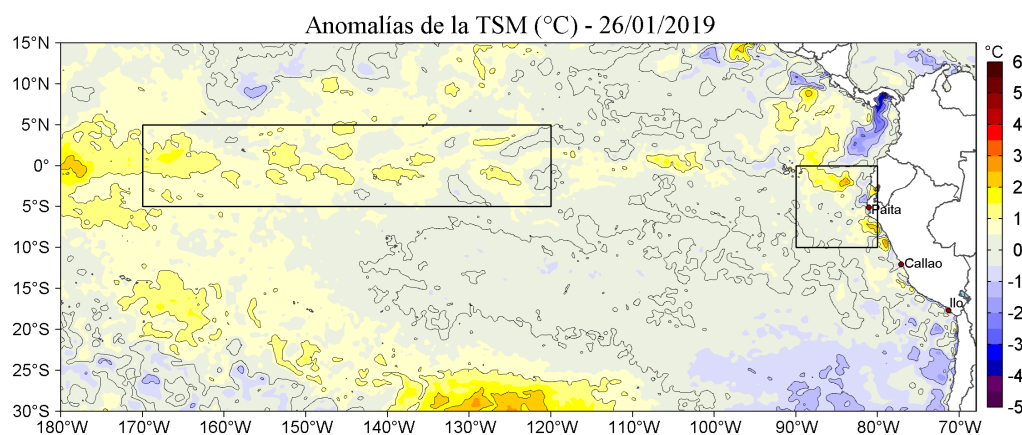 Anomalías de la TSM (°C) - 26/01/2019
15°N
10°N
5°N
0°
5°S
10°S
15°S
20°S
25°S
30°S
180°W
170°W
160°W
150°W
140°W
130°W
120°W
110°W
100°W
90°W
80°W
70°W
Paita
Callao
Ilo
°C
6
5
4
3
2
1
0
-1
-2
-3
-4
-5